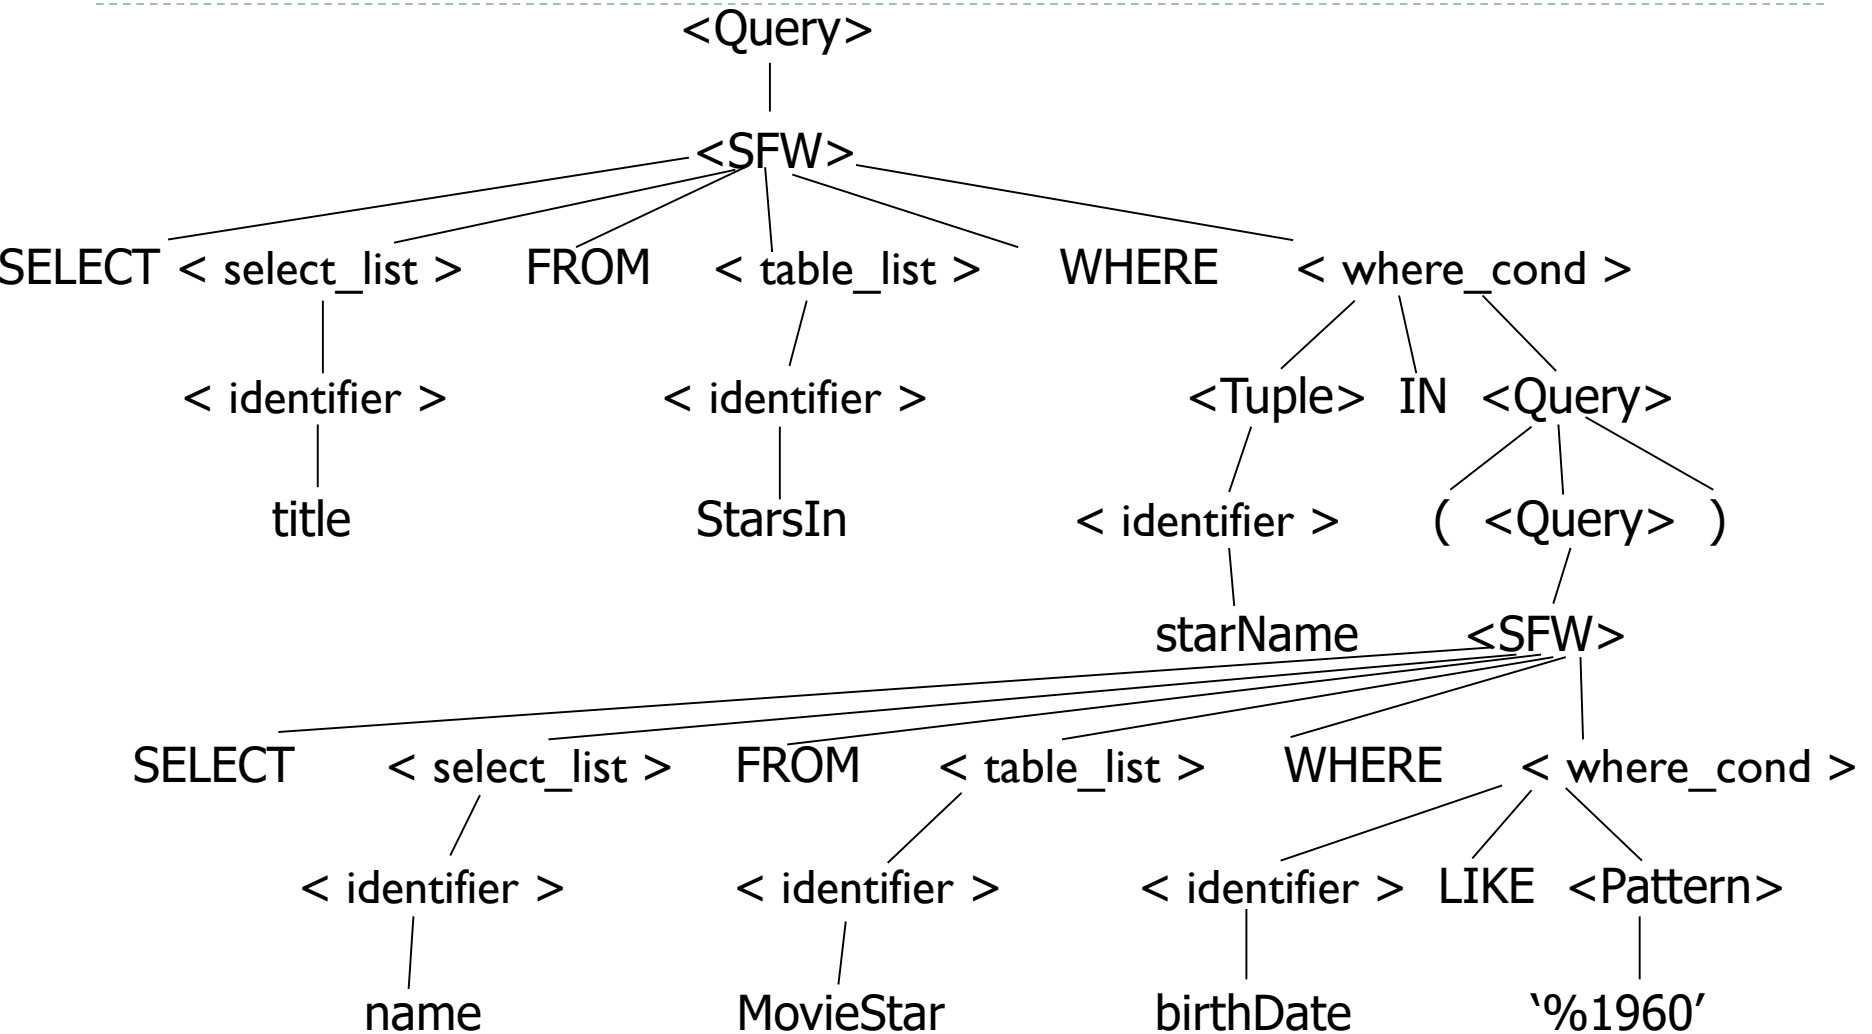 <Query>
<SFW>
SELECT < select_list > FROM < table_list > WHERE < where_cond >
< identifier > < identifier > <Tuple> IN <Query>
title StarsIn < identifier > ( <Query> )
starName <SFW>
SELECT < select_list > FROM < table_list > WHERE < where_cond >
< identifier > < identifier > < identifier > LIKE <Pattern>
name MovieStar birthDate ‘%1960’